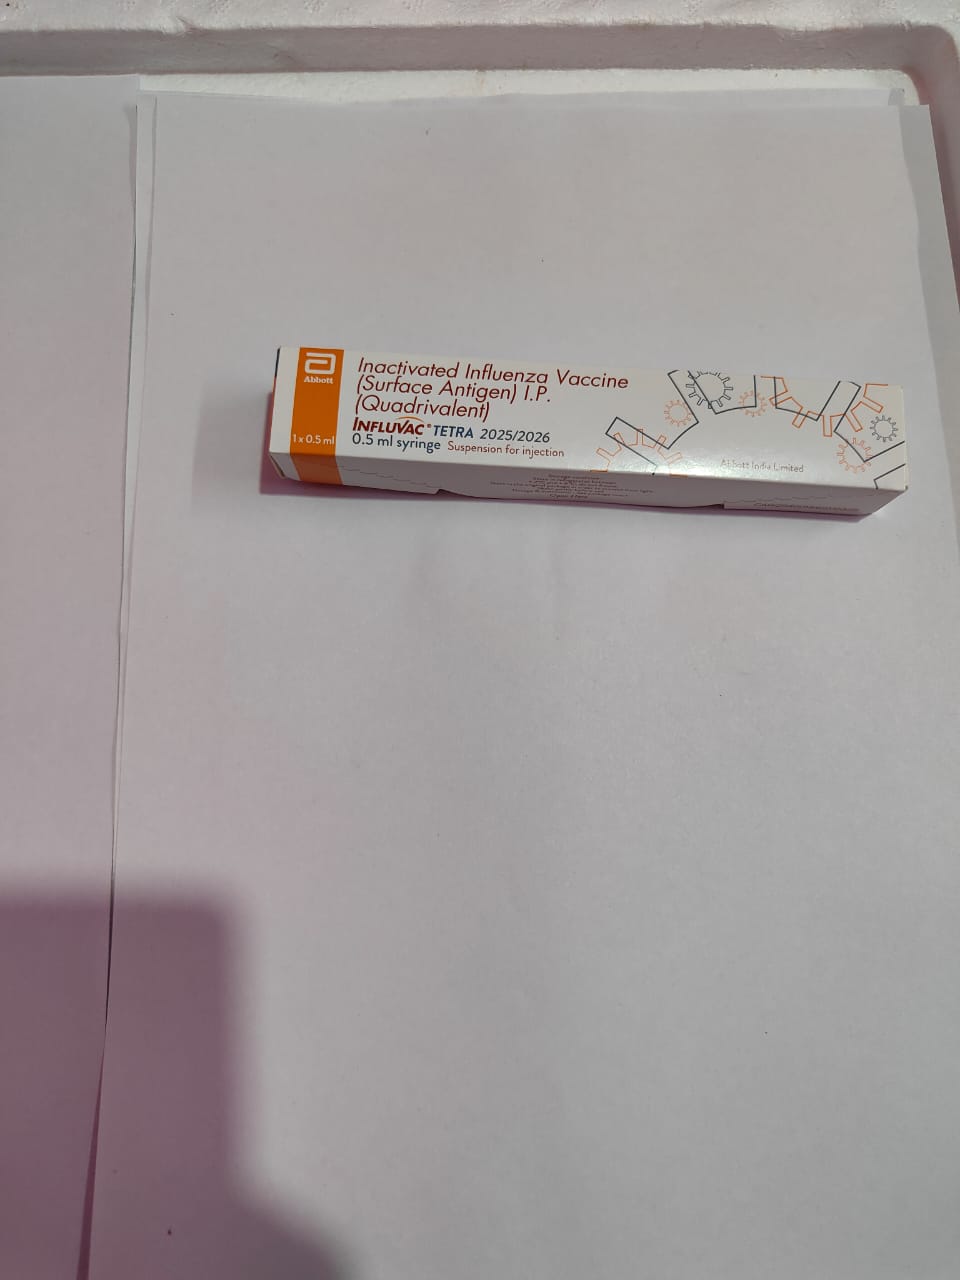 Abbott
1 x 0.5 ml
Inactivated Influenza Vaccine
(Surface Antigen) I.P.
(Quadrivalent)
INFLUVAC® TETRA 2025/2026
0.5 ml syringe Suspension for injection
Abbott India Limited